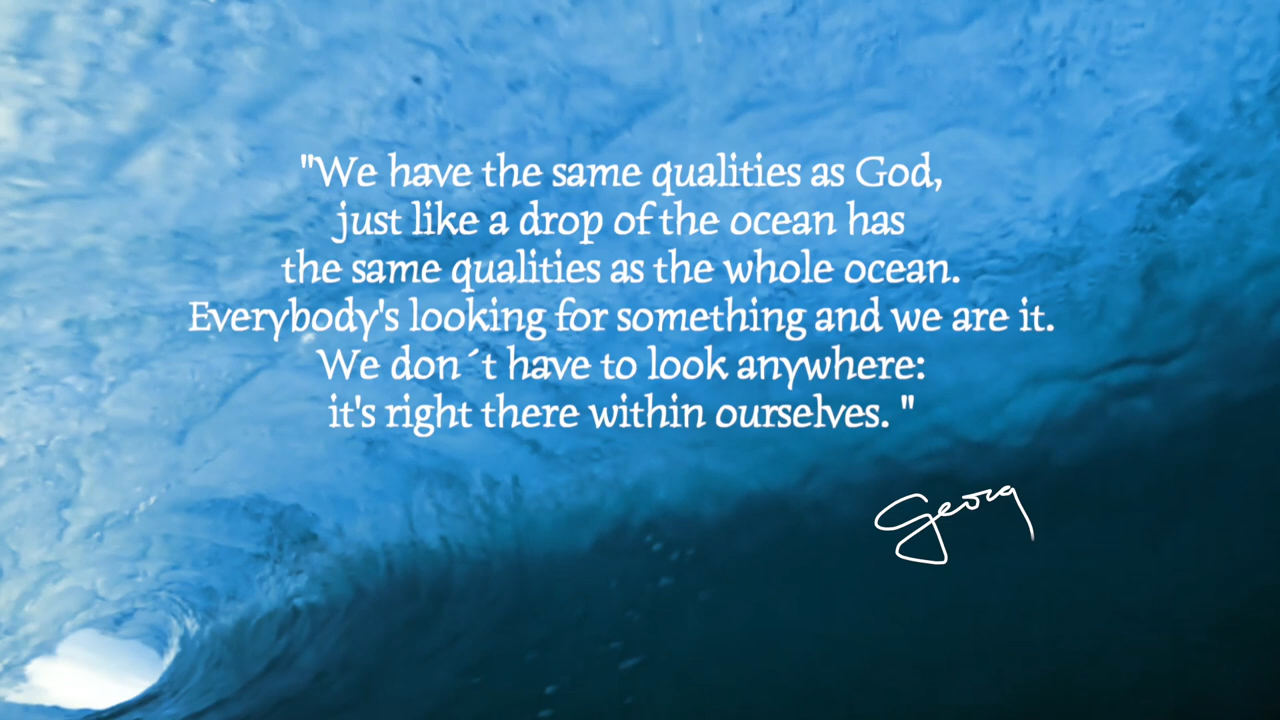 "We have the same qualities as God,
just like a drop of the ocean has
the same qualities as the whole ocean.
Everybody's looking for something and we are it.
We don´t have to look anywhere:
it's right there within ourselves. "
Georg